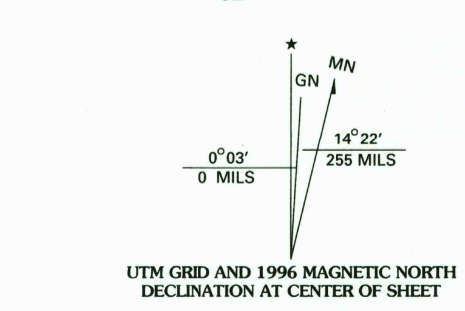 ★
MN
GN
14°22'
255 MILS
0°03'
0 MILS
UTM GRID AND 1996 MAGNETIC NORTH
DECLINATION AT CENTER OF SHEET